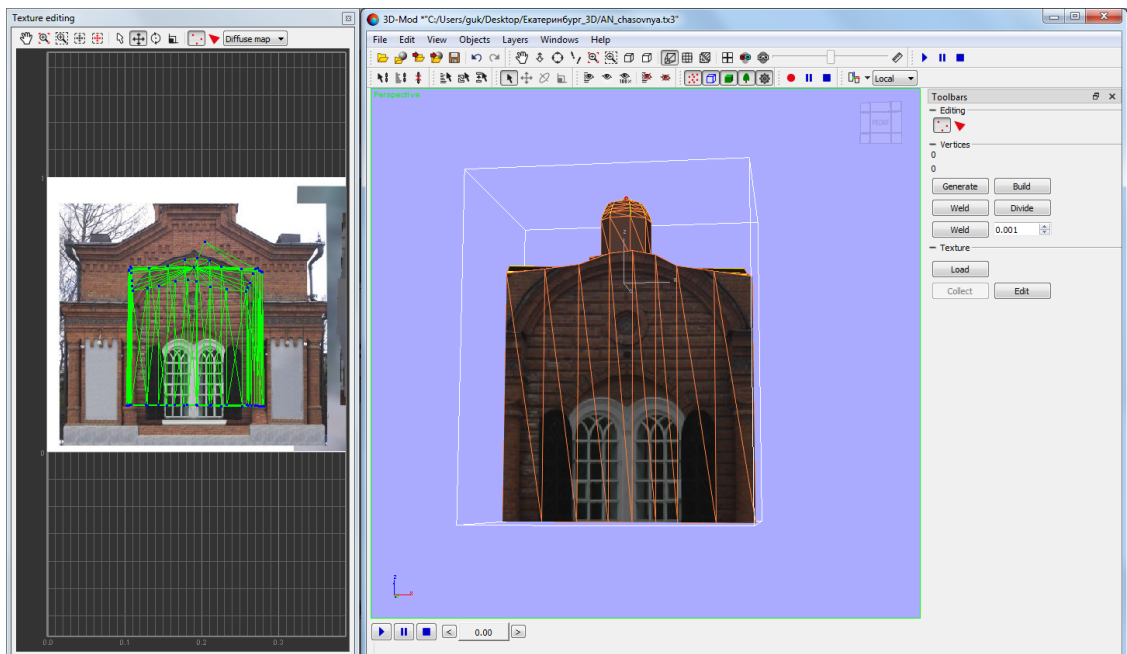 Texture editing
Diffuse map
1
0
0.0 0.1 0.2 0.3
3D-Mod *"C:/Users/guk/Desktop/Екатеринбург_3D/AN_chasovnya.tx3"
File Edit View Objects Layers Windows Help
Local
Perspective
FRONT
z
x
z
x
0.00
Toolbars
Editing
Vertices
0
0
Generate Build
Weld Divide
Weld 0.001
Texture
Load
Collect Edit